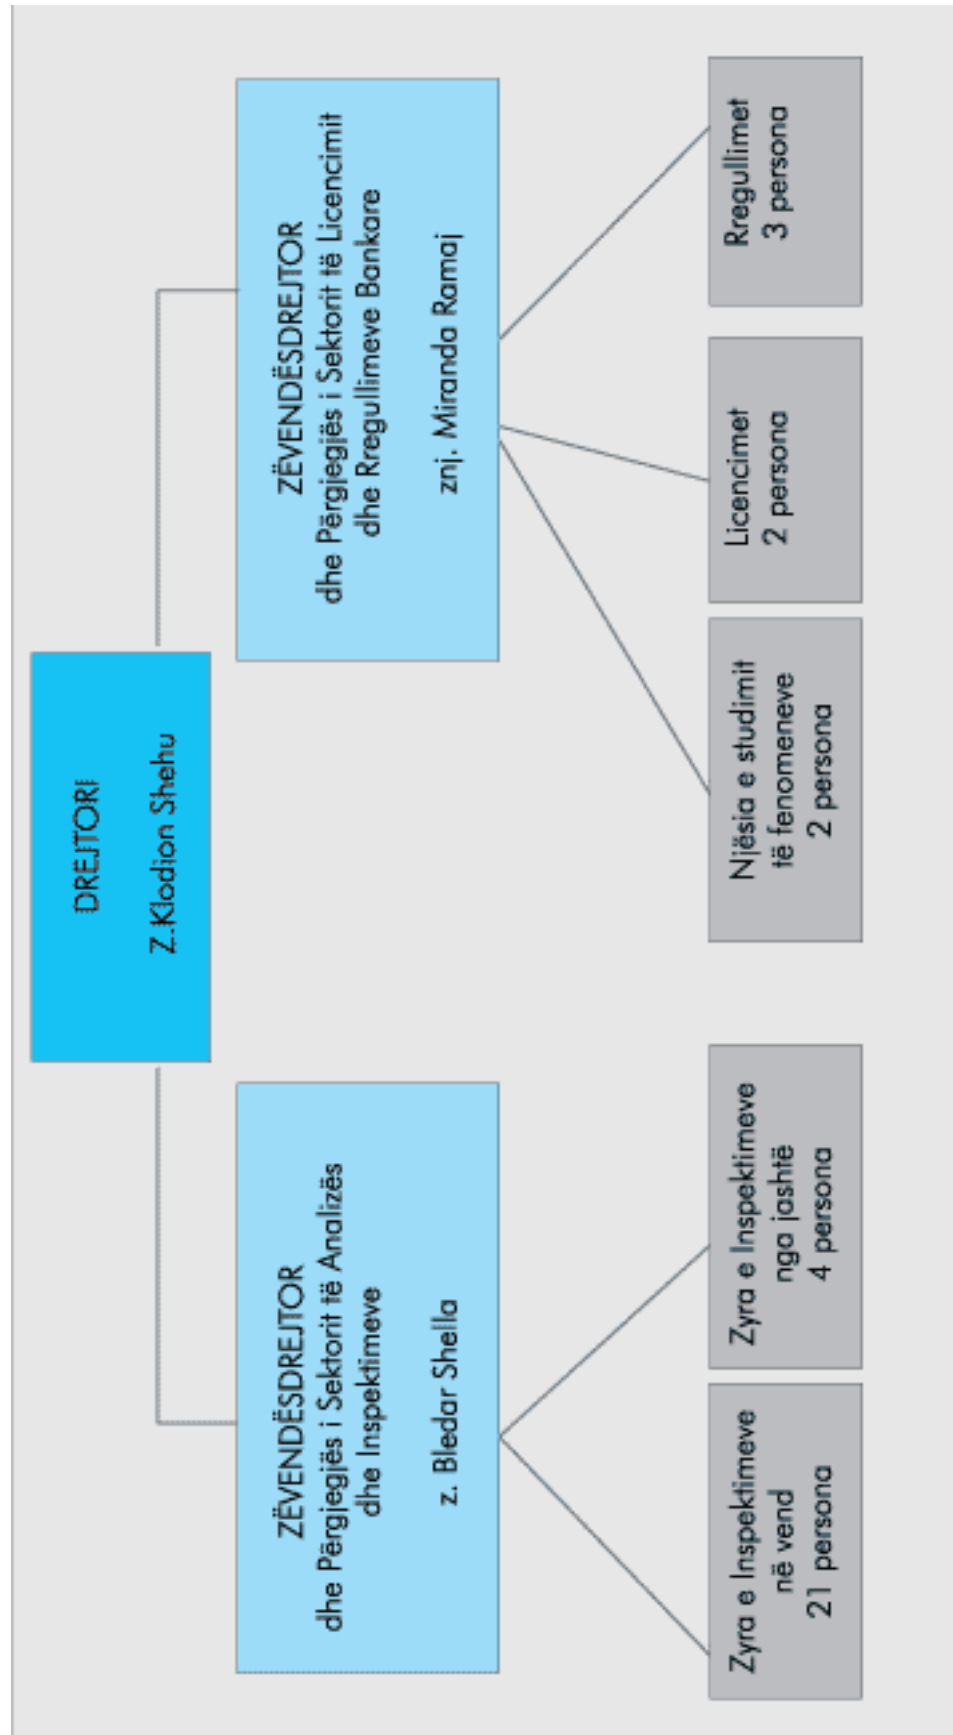 DREJTORI
Z.Klodion Shehu
ZËVENDËSDREJTOR
dhe Përgjegjës i Sektorit të Analizës
dhe Inspektimeve
z. Bledar Shella
ZËVENDËSDREJTOR
dhe Përgjegjës i Sektorit të Licencimit
dhe Rregullimeve Bankare
znj. Miranda Ramaj
Zyra e Inspektimeve
në vend
21 persona
Zyra e Inspektimeve
nga jashtë
4 persona
Njësia e studimit
të fenomeneve
2 persona
Licencimet
2 persona
Rregullimet
3 persona